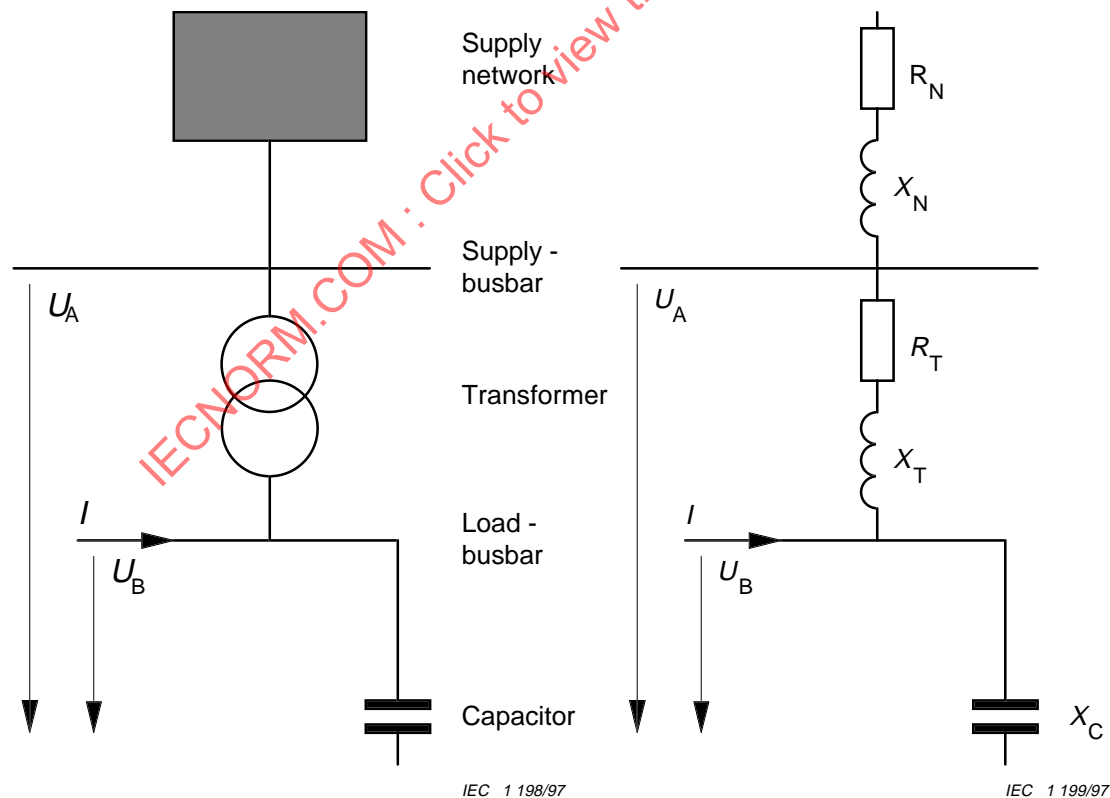 Supply
network
R_N
X_N
Supply -
busbar
U_A
U_A
R_T
Transformer
X_T
I
Load -
busbar
I
U_B
U_B
Capacitor
X_C
IEC 1 198/97
IEC 1 199/97
IECNORM.COM : Click to view t